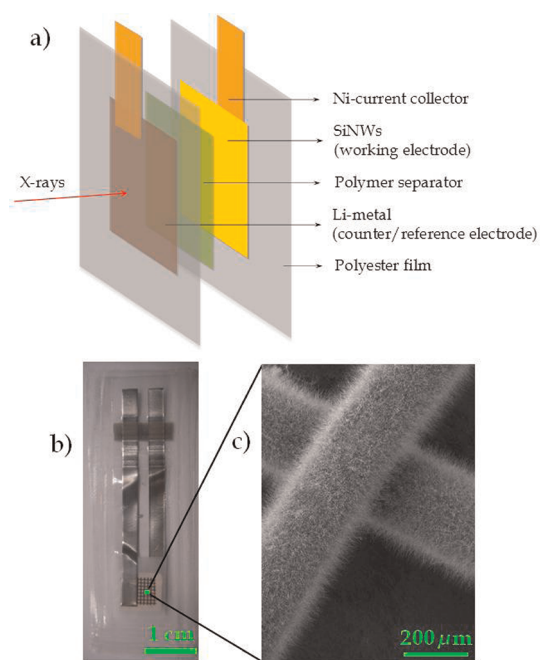 a)
Ni-current collector
SiNWs
(working electrode)
X-rays
Polymer separator
Li-metal
(counter/reference electrode)
Polyester film
b)
c)
1 cm
200 μm